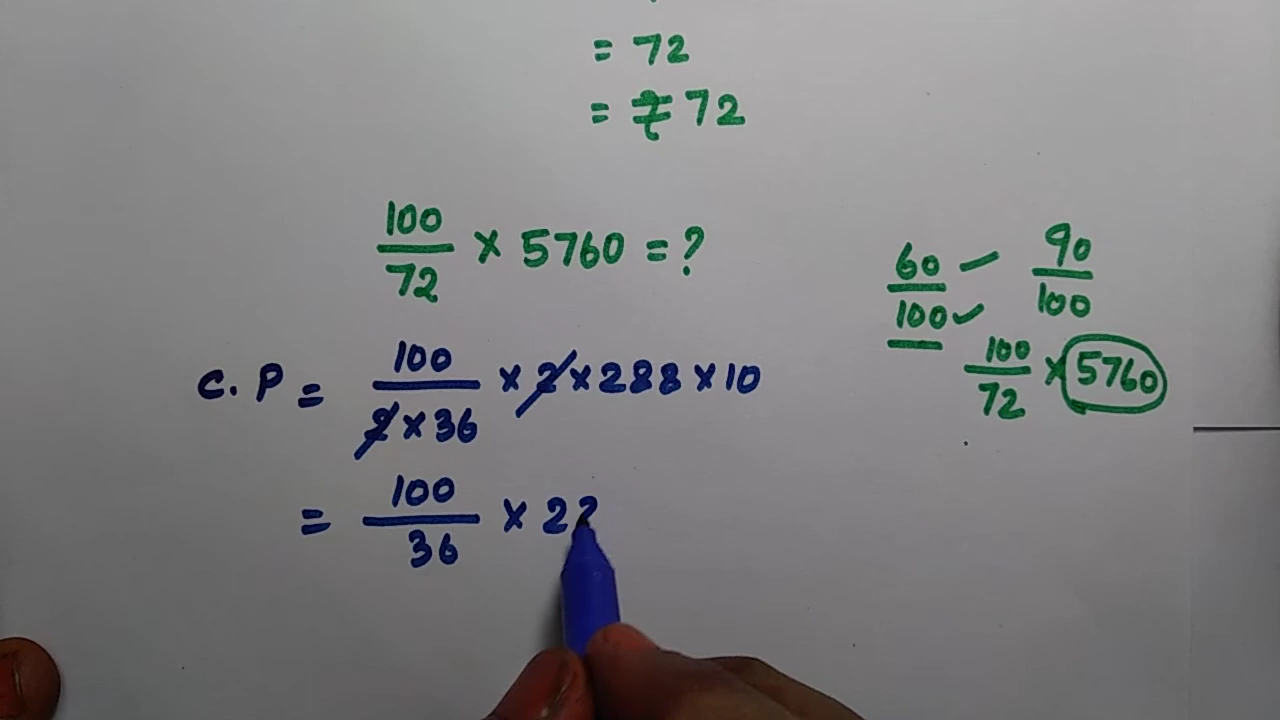 = 72
= ₹ 72
100/72 × 5760 = ?
C.P = 100/(2 × 36) × 2 × 288 × 10
= 100/36 × 2
60/100
90/100
100/72 × 5760